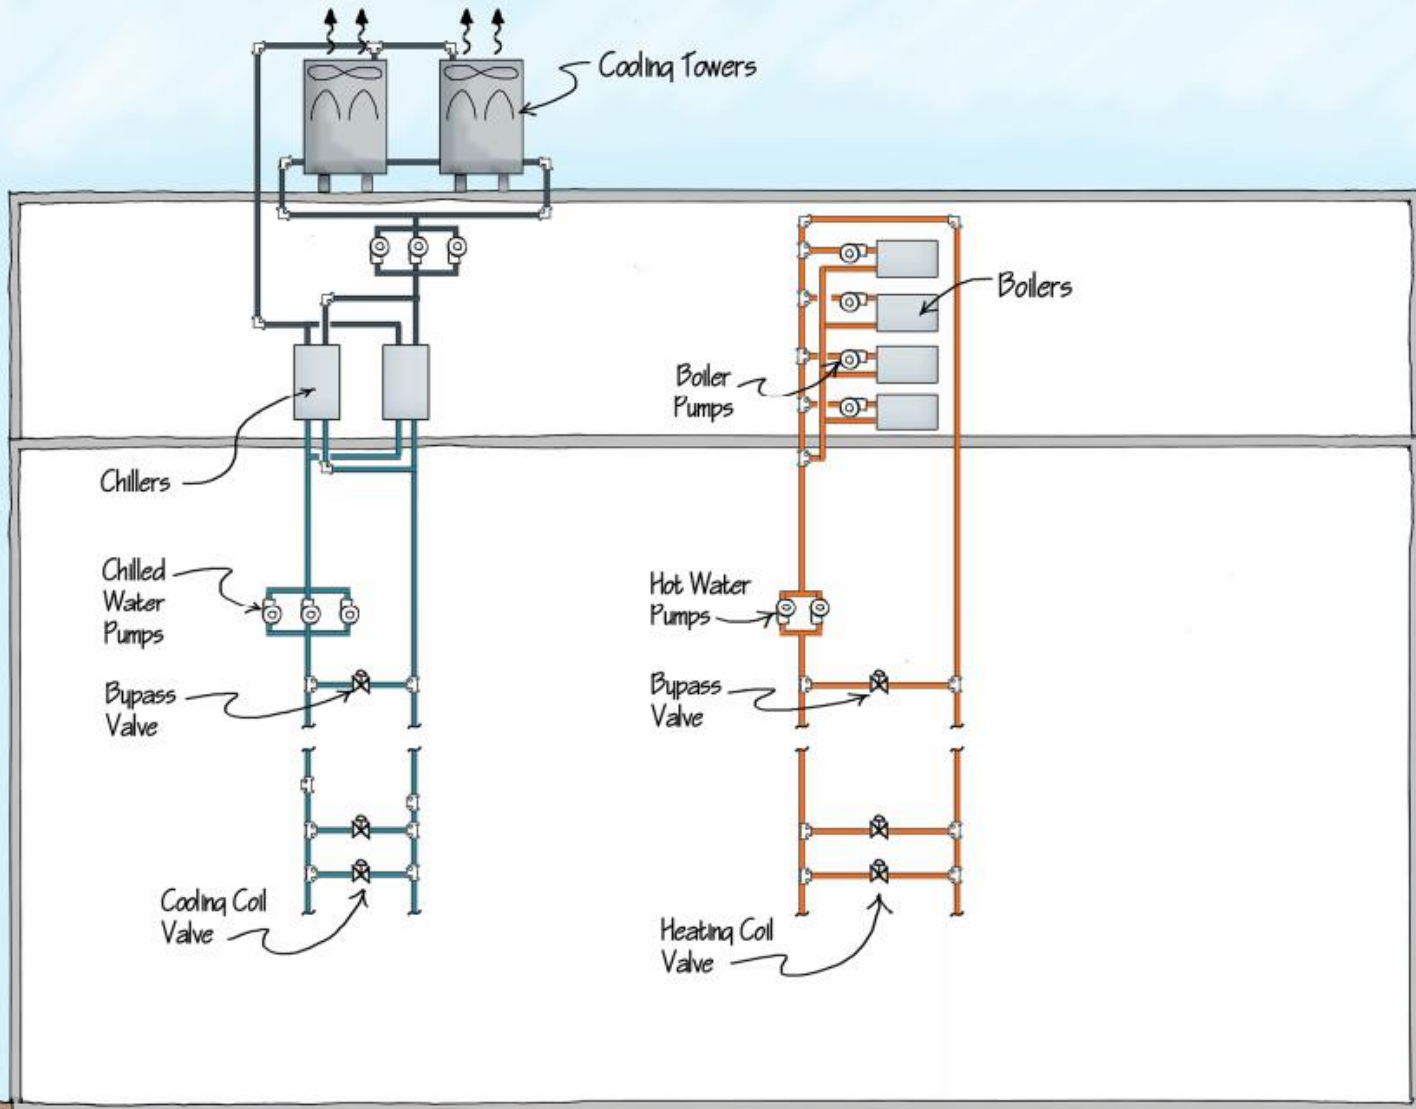 Cooling Towers
Boilers
Boiler
Pumps
Chillers
Chilled
Water
Pumps
Hot Water
Pumps
Bypass
Valve
Bypass
Valve
Cooling Coil
Valve
Heating Coil
Valve